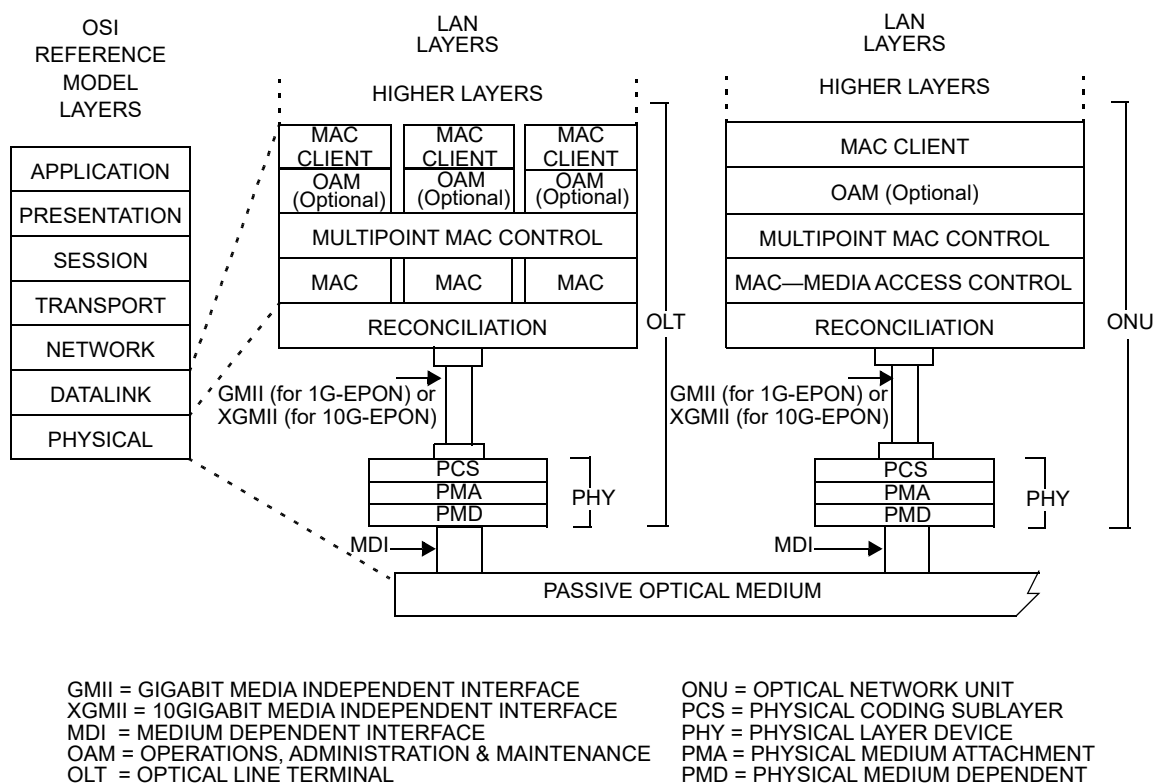 OSI
REFERENCE
MODEL
LAYERS
APPLICATION
PRESENTATION
SESSION
TRANSPORT
NETWORK
DATALINK
PHYSICAL
LAN
LAYERS
HIGHER LAYERS
MAC
CLIENT
OAM
(Optional)
MAC
CLIENT
OAM
(Optional)
MAC
CLIENT
OAM
(Optional)
MULTIPOINT MAC CONTROL
MAC
MAC
MAC
RECONCILIATION
OLT
GMII (for 1G-EPON) or
XGMII (for 10G-EPON)
PCS
PMA
PMD
PHY
MDI
LAN
LAYERS
HIGHER LAYERS
MAC CLIENT
OAM (Optional)
MULTIPOINT MAC CONTROL
MAC—MEDIA ACCESS CONTROL
RECONCILIATION
ONU
GMII (for 1G-EPON) or
XGMII (for 10G-EPON)
PCS
PMA
PMD
PHY
MDI
PASSIVE OPTICAL MEDIUM
GMII = GIGABIT MEDIA INDEPENDENT INTERFACE
XGMII = 10GIGABIT MEDIA INDEPENDENT INTERFACE
MDI = MEDIUM DEPENDENT INTERFACE
OAM = OPERATIONS, ADMINISTRATION & MAINTENANCE
OLT = OPTICAL LINE TERMINAL
ONU = OPTICAL NETWORK UNIT
PCS = PHYSICAL CODING SUBLAYER
PHY = PHYSICAL LAYER DEVICE
PMA = PHYSICAL MEDIUM ATTACHMENT
PMD = PHYSICAL MEDIUM DEPENDENT